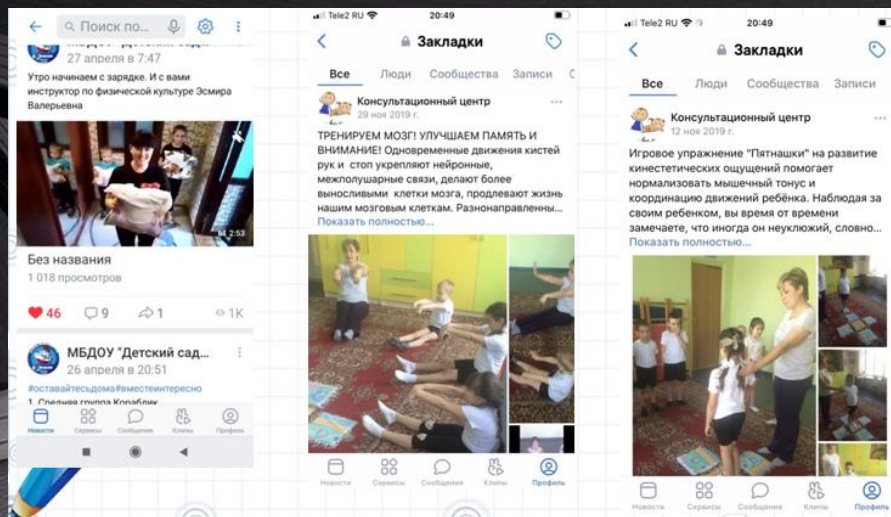 Поиск по...
МБДОУ "Детский сад...
27 апреля в 7:47
Утро начинаем с зарядке. И с вами
инструктор по физической культуре Эсмира
Валерьевна
2:53
Без названия
1 018 просмотров
46 9 1 1K
МБДОУ "Детский сад...
26 апреля в 20:51
#оставайтесьдома#вместеинтересно
1. Средняя группа Кораблик
Новости Сервисы Сообщения Клипы Профиль
Tele2 RU 20:49
Закладки
Все Люди Сообщества Записи С
Консультационный центр
29 ноя 2019 г.
ТРЕНИРУЕМ МОЗГ! УЛУЧШАЕМ ПАМЯТЬ И
ВНИМАНИЕ! Одновременные движения кистей
рук и стоп укрепляют нейронные,
межполушарные связи, делают более
выносливыми клетки мозга, продлевают жизнь
нашим мозговым клеткам. Разнонаправленны...
Показать полностью...
Новости Сервисы Сообщения Клипы Профиль
Tele2 RU 20:49
Закладки
Все Люди Сообщества Записи
Консультационный центр
12 ноя 2019 г.
Игровое упражнение "Пятнашки" на развитие
кинестетических ощущений помогает
нормализовать мышечный тонус и
координацию движений ребёнка. Наблюдая за
своим ребенком, вы время от времени
замечаете, что иногда он неуклюжий, словно...
Показать полностью...
Новости Сервисы Сообщения Клипы Профиль